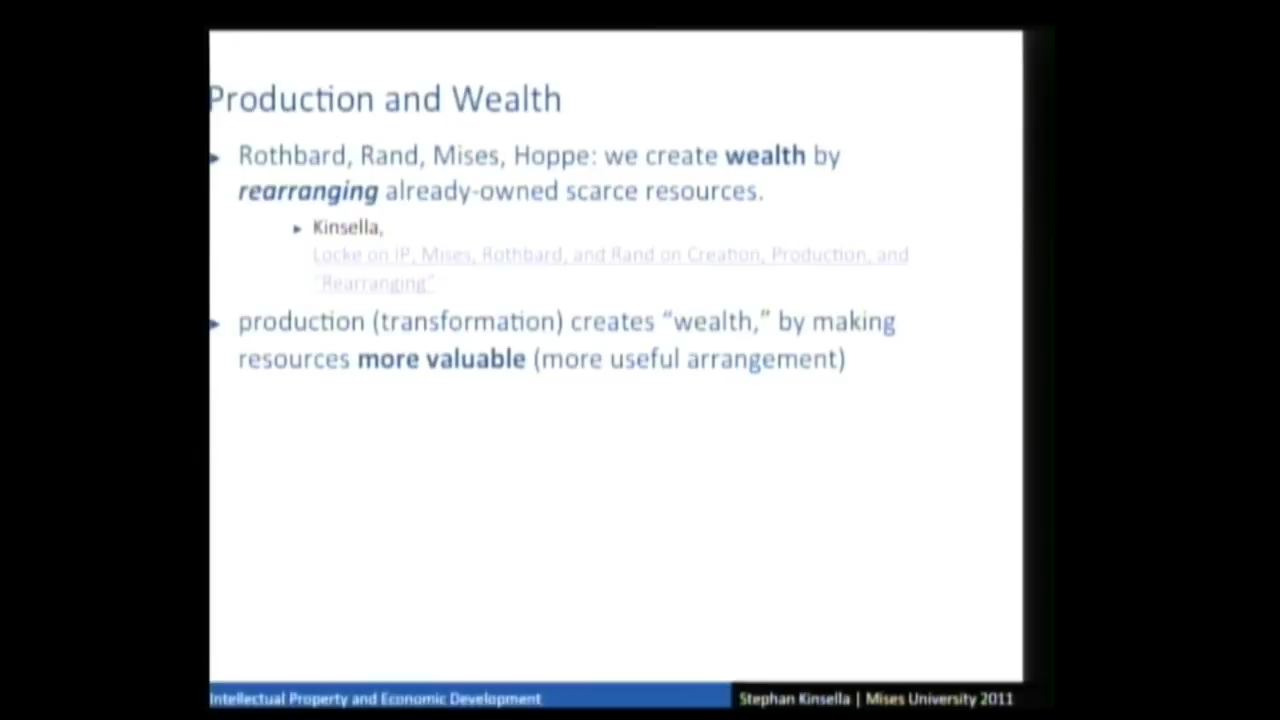 Production and Wealth
Rothbard, Rand, Mises, Hoppe: we create wealth by
rearranging already-owned scarce resources.
Kinsella,
Locke on IP, Mises, Rothbard, and Rand on Creation, Production, and
"Rearranging"
production (transformation) creates “wealth,” by making
resources more valuable (more useful arrangement)
Intellectual Property and Economic Development
Stephan Kinsella | Mises University 2011